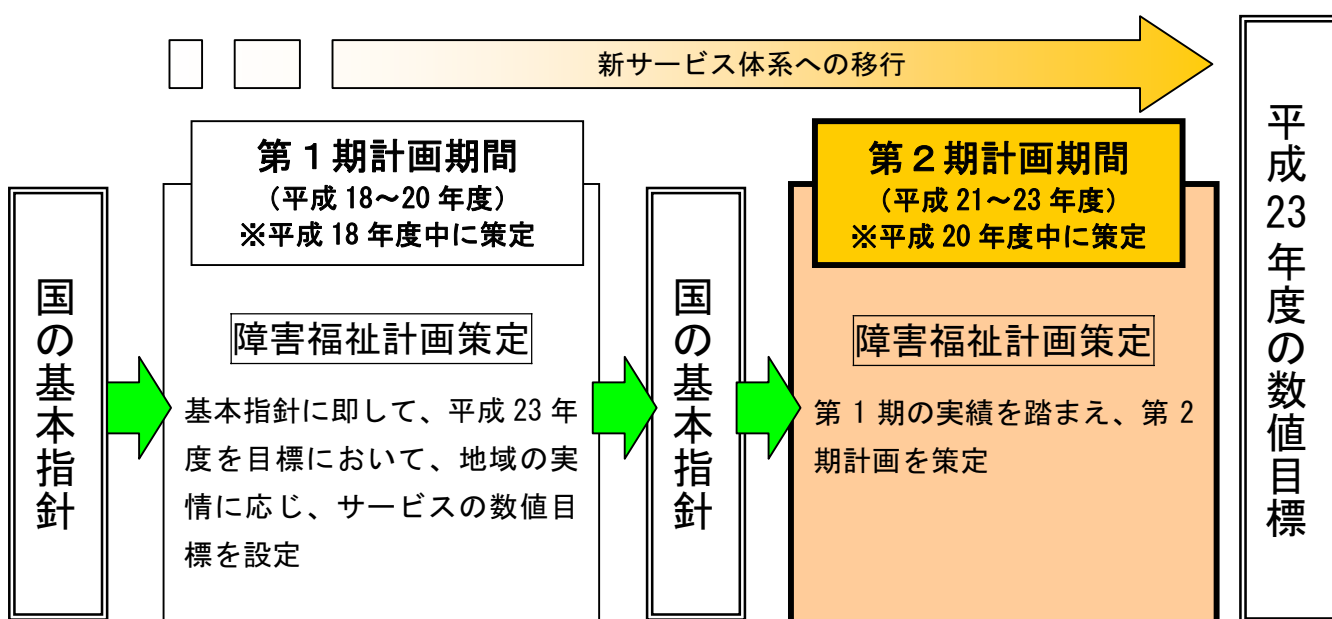 新サービス体系への移行
国の基本指針
第１期計画期間
（平成 18～20 年度）
※平成 18 年度中に策定
障害福祉計画策定
基本指針に即して、平成 23 年
度を目標において、地域の実
情に応じ、サービスの数値目
標を設定
国の基本指針
第２期計画期間
（平成 21～23 年度）
※平成 20 年度中に策定
障害福祉計画策定
第 1 期の実績を踏まえ、第 2
期計画を策定
平成23年度の数値目標